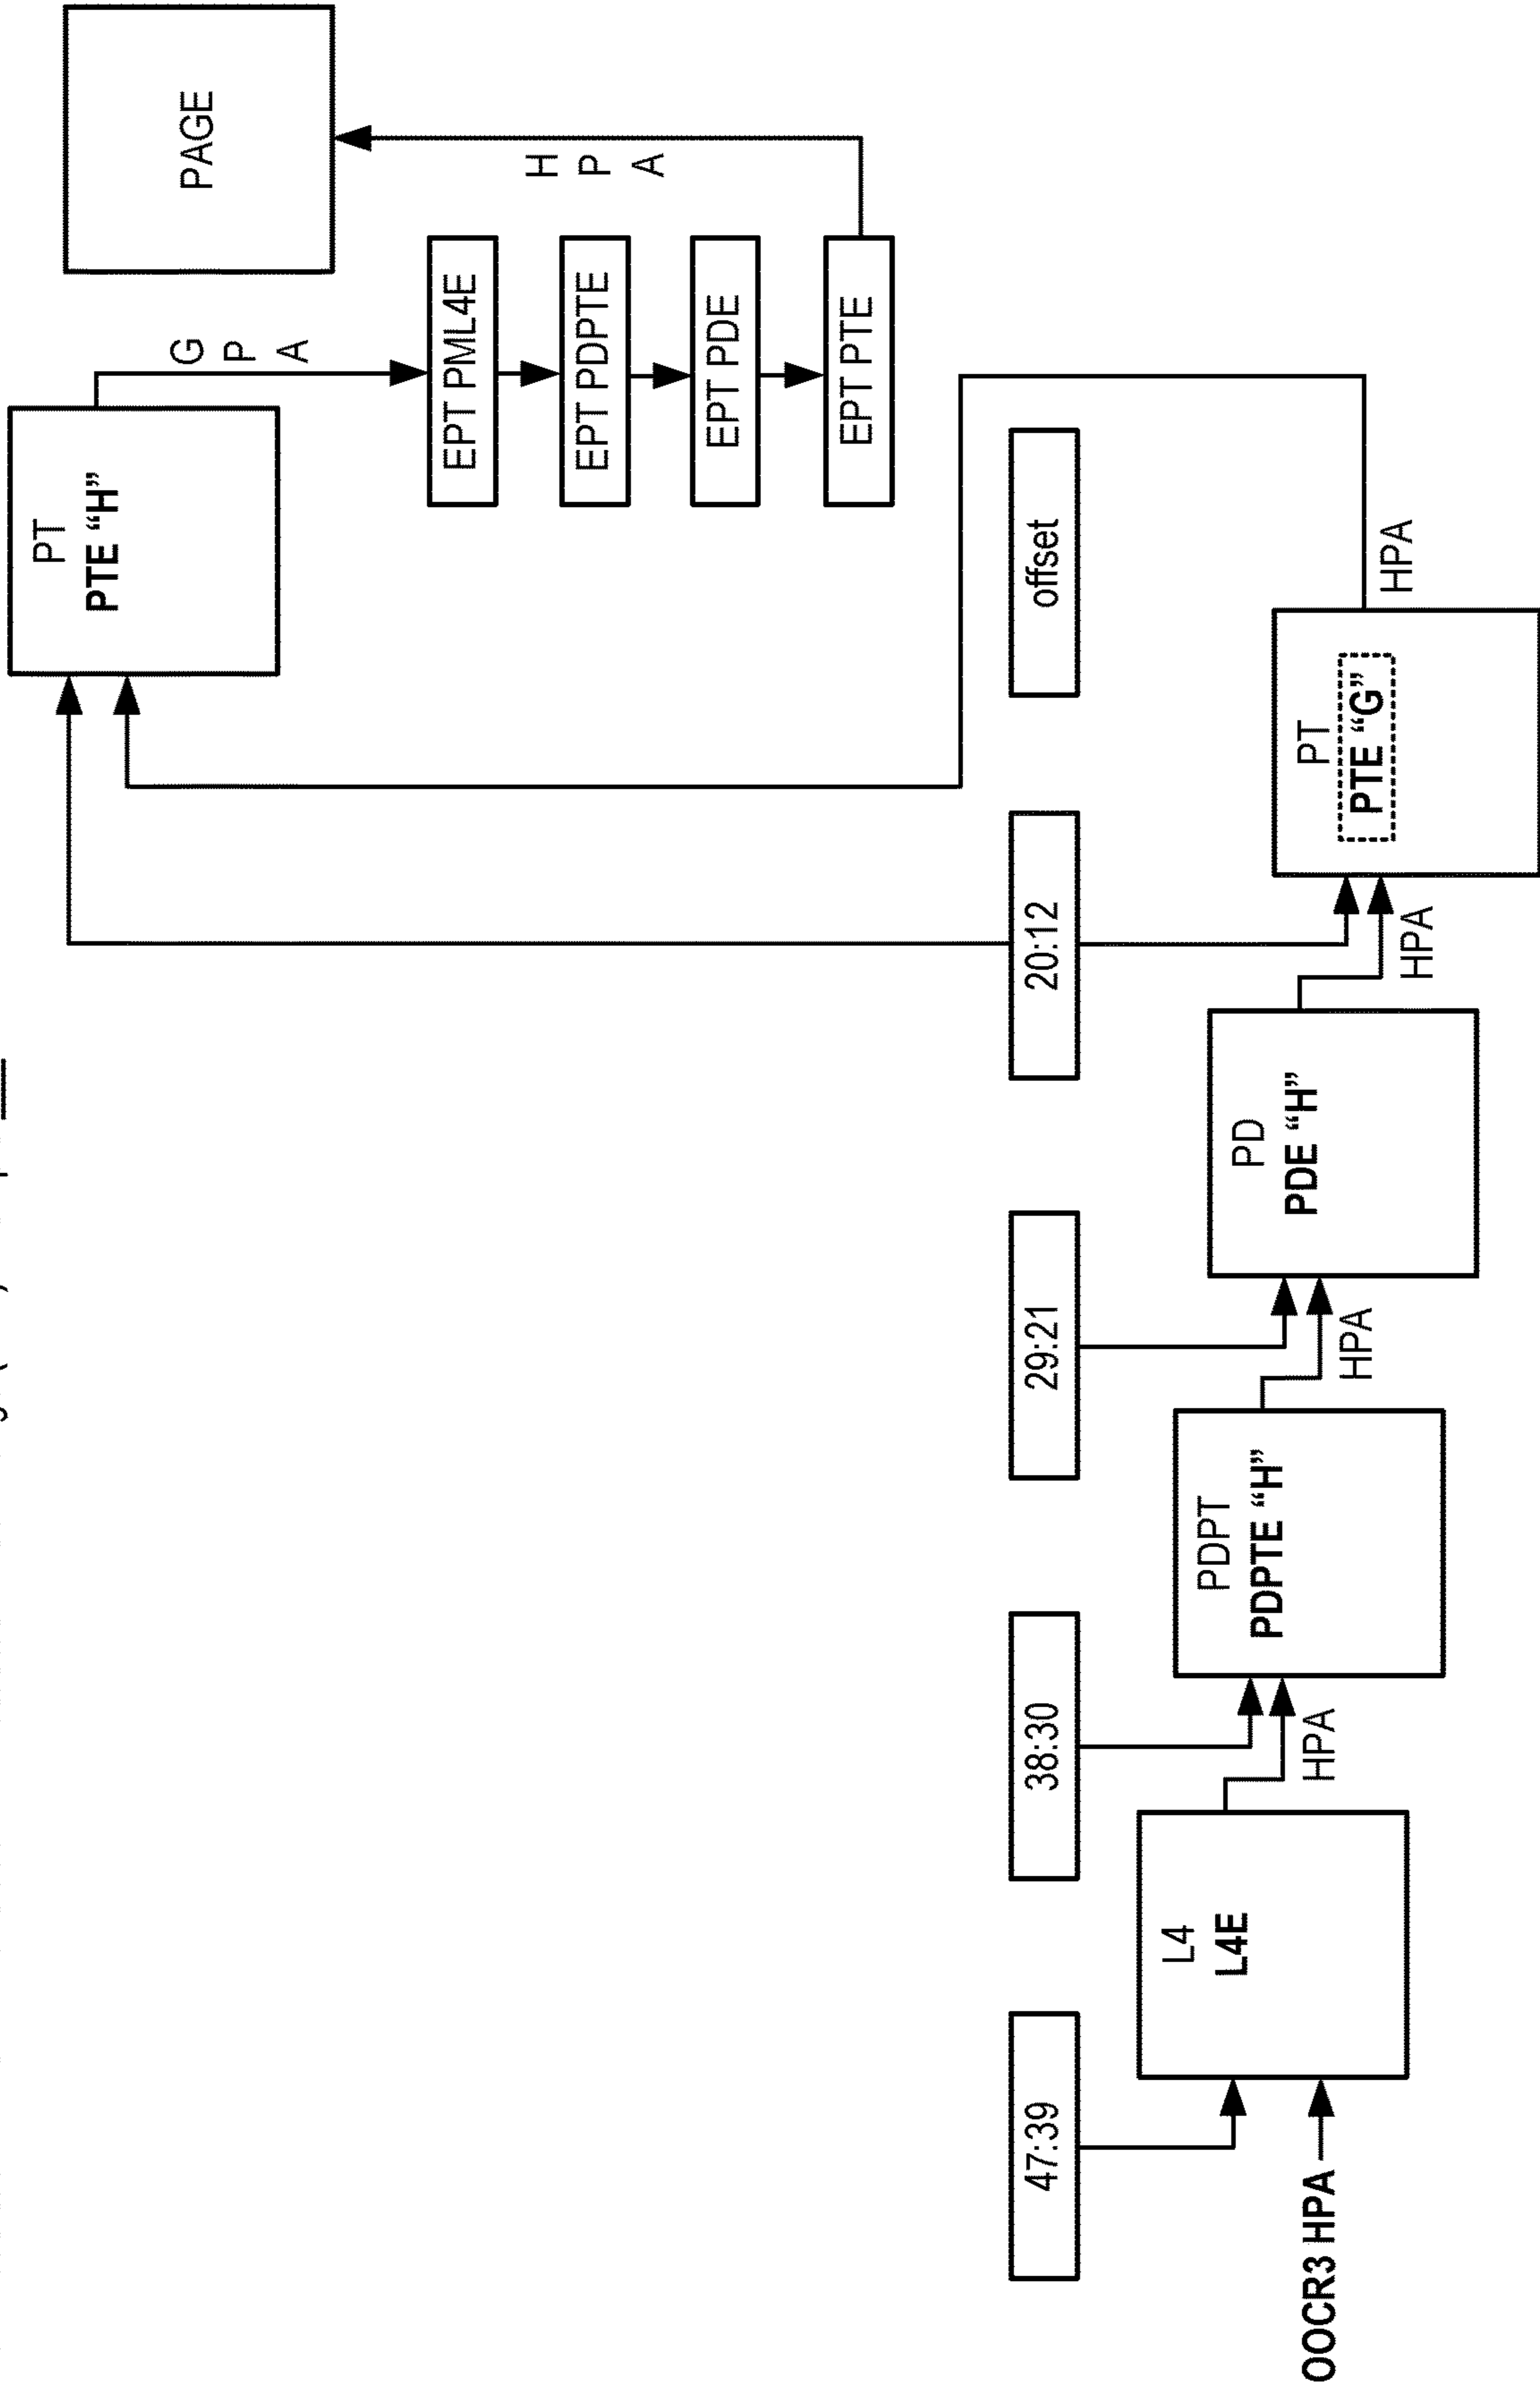 PT
PTE “H”
PAGE
G
P
A
H
P
A
EPT PML4E
EPT PDPTE
EPT PDE
EPT PTE
47:39
38:30
29:21
20:12
offset
L4
L4E
HPA
PDPT
PDPTE “H”
HPA
PD
PDE “H”
HPA
PT
PTE “G”
HPA
OOCR3 HPA